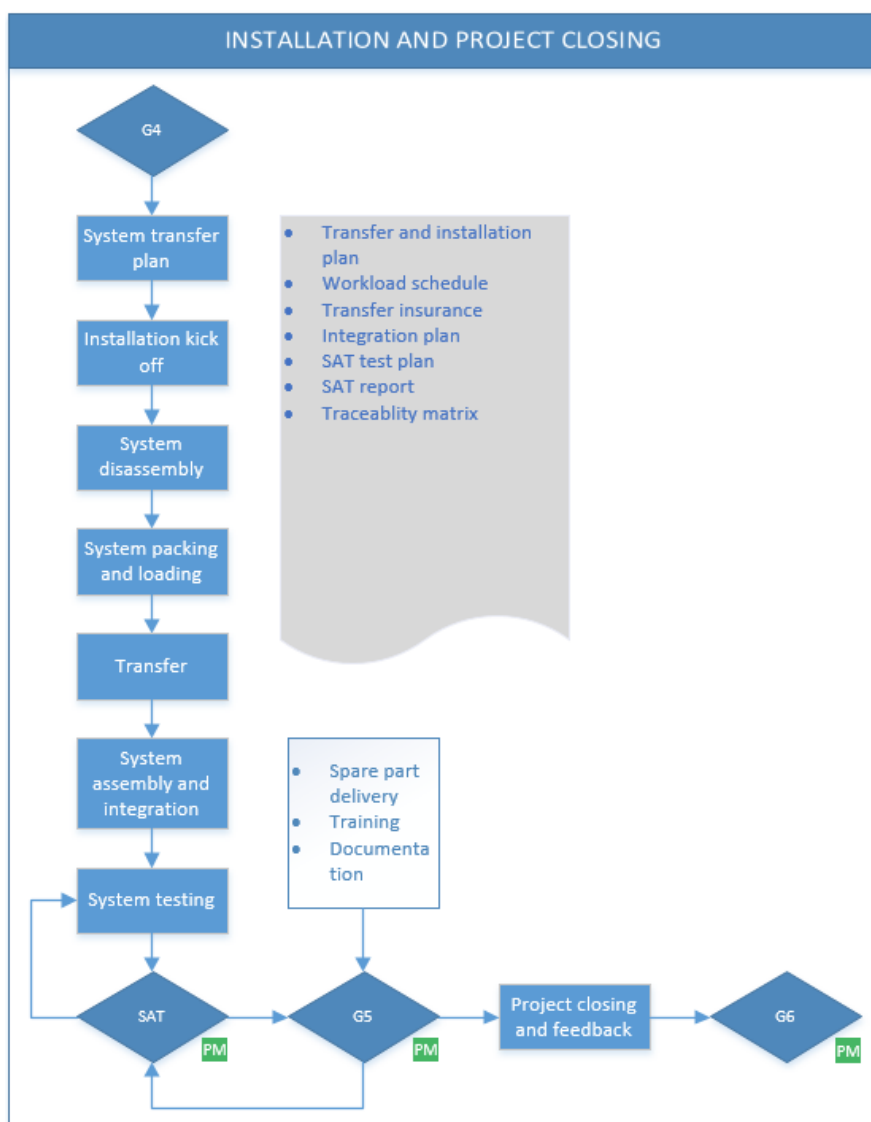 INSTALLATION AND PROJECT CLOSING
G4
System transfer
plan
Installation kick
off
System
disassembly
System packing
and loading
Transfer
System
assembly and
integration
System testing
SAT
PM
• Transfer and installation
plan
• Workload schedule
• Transfer insurance
• Integration plan
• SAT test plan
• SAT report
• Traceablity matrix
• Spare part
delivery
• Training
• Documenta
tion
G5
PM
Project closing
and feedback
G6
PM